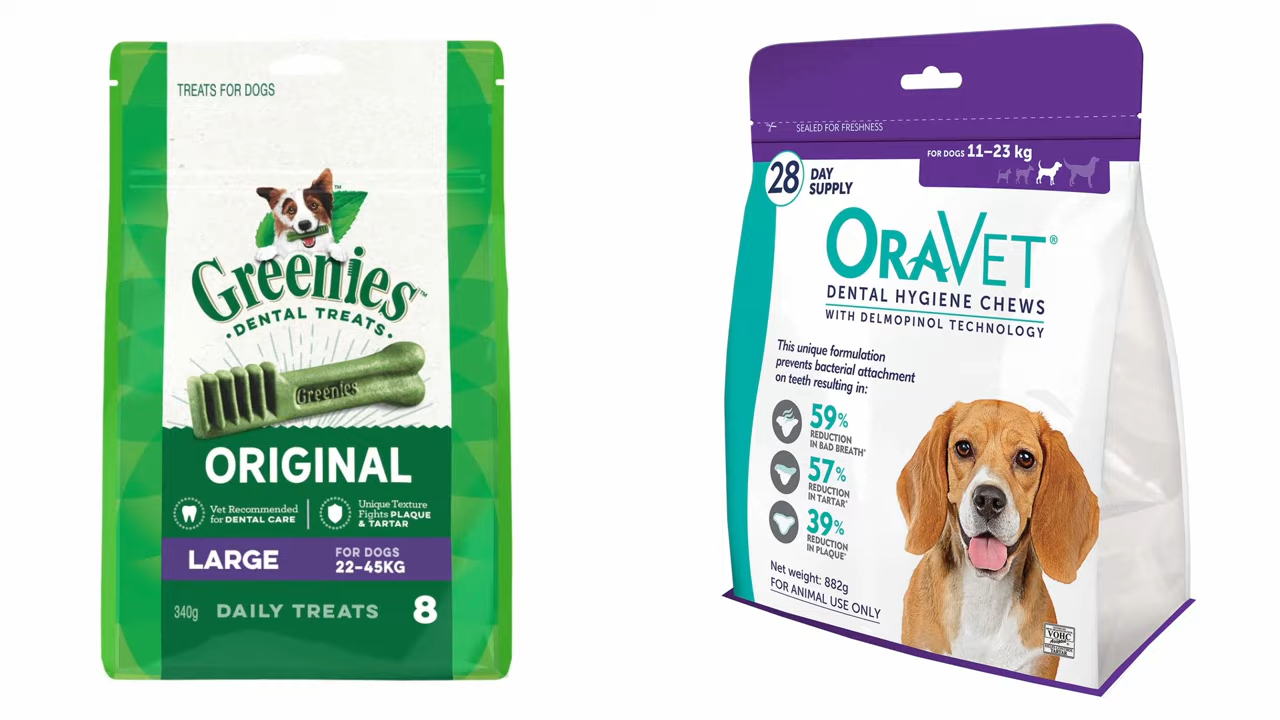 TREATS FOR DOGS
Greenies™
DENTAL TREATS
Greenies
ORIGINAL
Vet Recommended
for DENTAL CARE
Unique Texture
Fights PLAQUE
& TARTAR
LARGE
FOR DOGS
22–45KG
340g DAILY TREATS 8
SEALED FOR FRESHNESS
FOR DOGS 11–23 kg
28 DAY
SUPPLY
ORAVET®
DENTAL HYGIENE CHEWS
WITH DELMOPINOL TECHNOLOGY
This unique formulation
prevents bacterial attachment
on teeth resulting in:
59%
REDUCTION
IN BAD BREATH*
57%
REDUCTION
IN TARTAR*
39%
REDUCTION
IN PLAQUE*
Net weight: 882g
FOR ANIMAL USE ONLY
VOHC